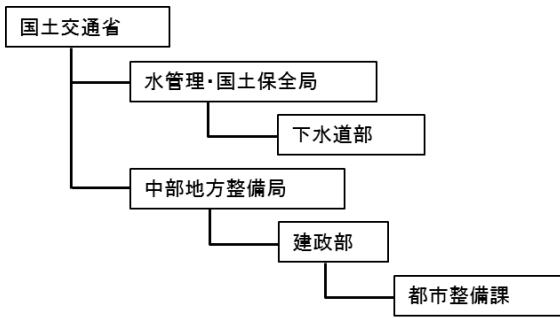 国土交通省
水管理・国土保全局
下水道部
中部地方整備局
建政部
都市整備課